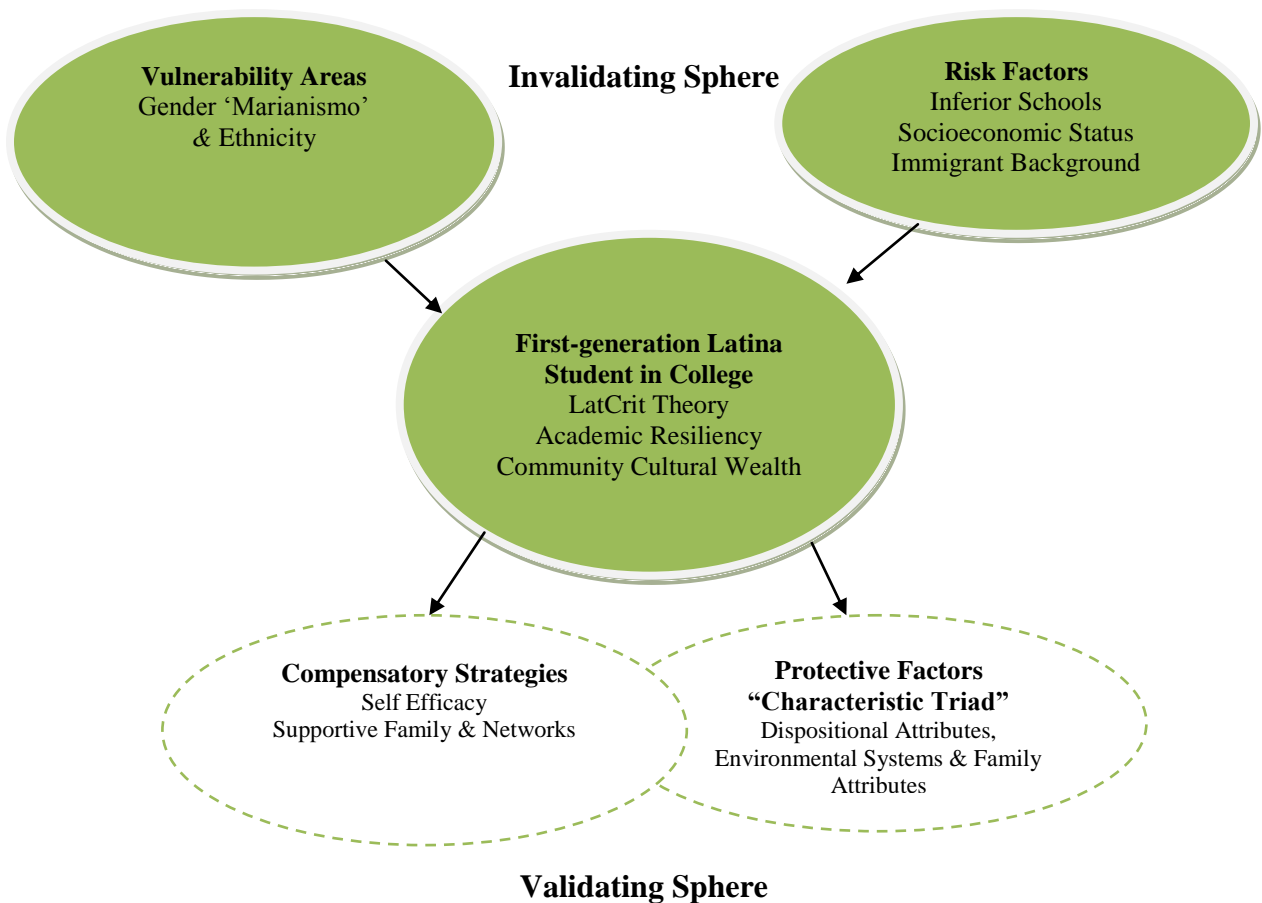 Vulnerability Areas
Gender ‘Marianismo’
& Ethnicity
Invalidating Sphere
Risk Factors
Inferior Schools
Socioeconomic Status
Immigrant Background
First-generation Latina
Student in College
LatCrit Theory
Academic Resiliency
Community Cultural Wealth
Compensatory Strategies
Self Efficacy
Supportive Family & Networks
Protective Factors
“Characteristic Triad”
Dispositional Attributes,
Environmental Systems & Family
Attributes
Validating Sphere